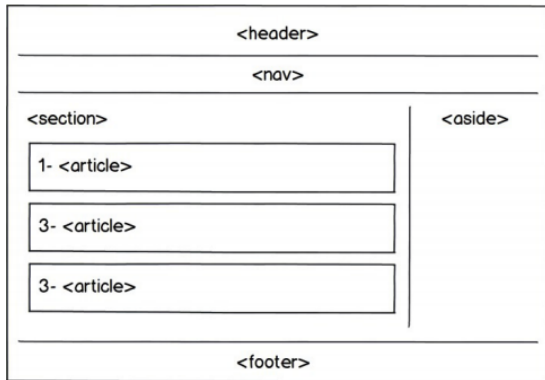 <header>
<nav>
<section>
<aside>
1- <article>
3- <article>
3- <article>
<footer>